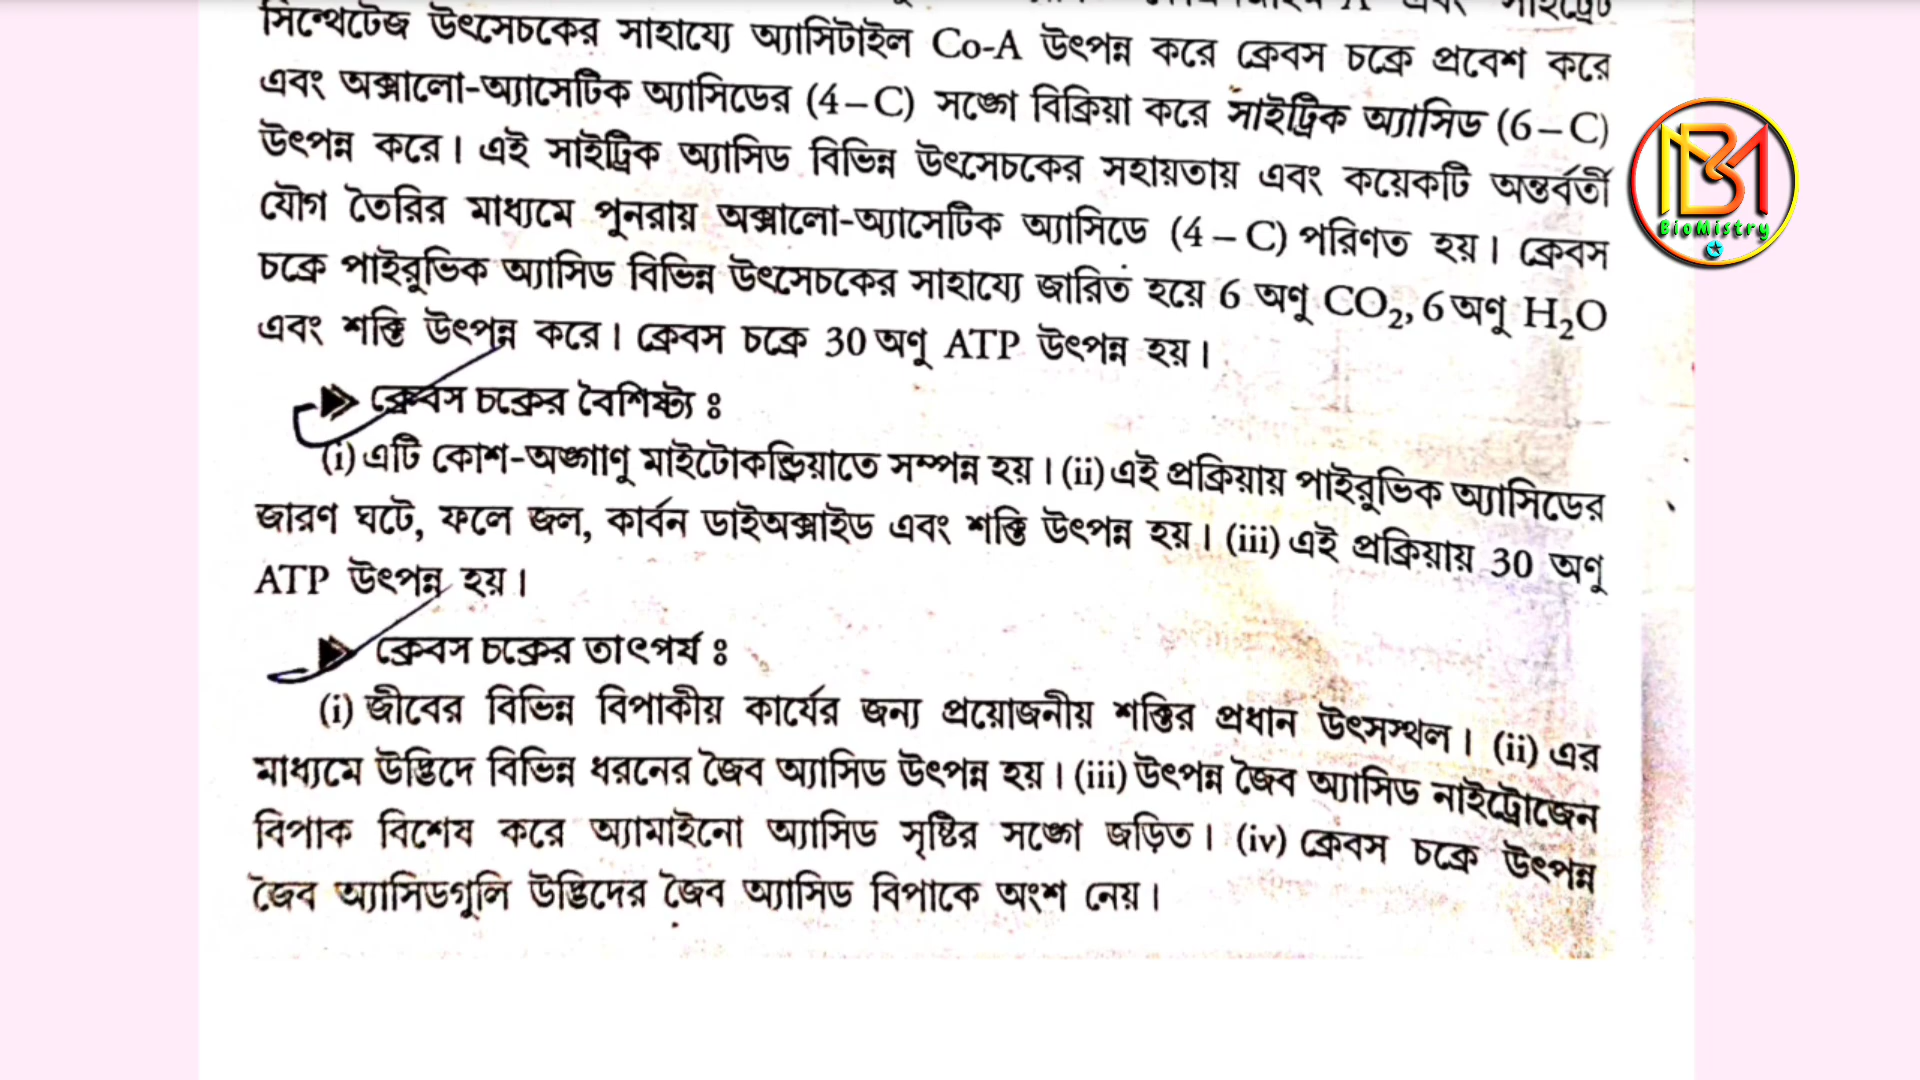 সিন্থেটেজ উৎসেচকের সাহায্যে অ্যাসিটাইল Co-A উৎপন্ন করে ক্রেবস চক্রে প্রবেশ করে
এবং অক্সালো-অ্যাসেটিক অ্যাসিডের (4–C) সঙ্গে বিক্রিয়া করে সাইট্রিক অ্যাসিড (6–C)
উৎপন্ন করে। এই সাইট্রিক অ্যাসিড বিভিন্ন উৎসেচকের সহায়তায় এবং কয়েকটি অন্তর্বর্তী
যৌগ তৈরির মাধ্যমে পুনরায় অক্সালো-অ্যাসেটিক অ্যাসিডে (4 – C) পরিণত হয়। ক্রেবস
চক্রে পাইরুভিক অ্যাসিড বিভিন্ন উৎসেচকের সাহায্যে জারিত হয়ে 6 অণু CO₂, 6 অণু H₂O
এবং শক্তি উৎপন্ন করে। ক্রেবস চক্রে 30 অণু ATP উৎপন্ন হয়।
ক্রেবস চক্রের বৈশিষ্ট্য ঃ
(i) এটি কোশ-অঙ্গাণু মাইটোকন্ড্রিয়াতে সম্পন্ন হয়। (ii) এই প্রক্রিয়ায় পাইরুভিক অ্যাসিডের
জারণ ঘটে, ফলে জল, কার্বন ডাইঅক্সাইড এবং শক্তি উৎপন্ন হয়। (iii) এই প্রক্রিয়ায় 30 অণু
ATP উৎপন্ন হয়।
ক্রেবস চক্রের তাৎপর্য ঃ
(i) জীবের বিভিন্ন বিপাকীয় কার্যের জন্য প্রয়োজনীয় শক্তির প্রধান উৎসস্থল। (ii) এর
মাধ্যমে উদ্ভিদে বিভিন্ন ধরনের জৈব অ্যাসিড উৎপন্ন হয়। (iii) উৎপন্ন জৈব অ্যাসিড নাইট্রোজেন
বিপাক বিশেষ করে অ্যামাইনো অ্যাসিড সৃষ্টির সঙ্গে জড়িত। (iv) ক্রেবস চক্রে উৎপন্ন
জৈব অ্যাসিডগুলি উদ্ভিদের জৈব অ্যাসিড বিপাকে অংশ নেয়।
BM
BioMistry